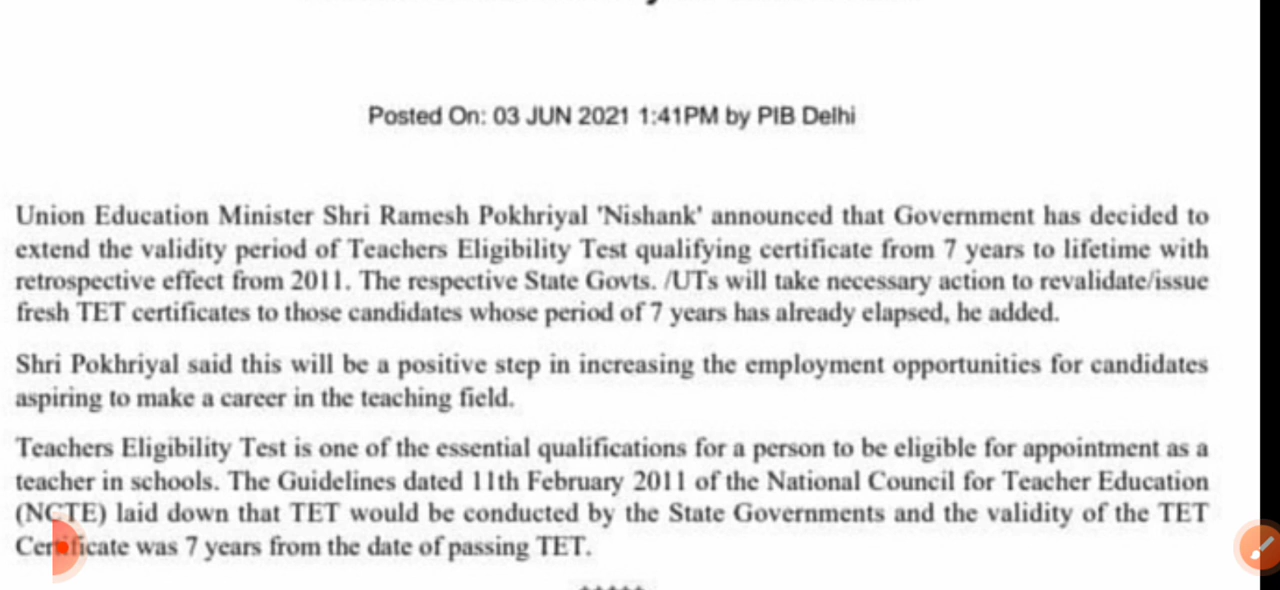 Posted On: 03 JUN 2021 1:41PM by PIB Delhi
Union Education Minister Shri Ramesh Pokhriyal 'Nishank' announced that Government has decided to
extend the validity period of Teachers Eligibility Test qualifying certificate from 7 years to lifetime with
retrospective effect from 2011. The respective State Govts. /UTs will take necessary action to revalidate/issue
fresh TET certificates to those candidates whose period of 7 years has already elapsed, he added.
Shri Pokhriyal said this will be a positive step in increasing the employment opportunities for candidates
aspiring to make a career in the teaching field.
Teachers Eligibility Test is one of the essential qualifications for a person to be eligible for appointment as a
teacher in schools. The Guidelines dated 11th February 2011 of the National Council for Teacher Education
(NCTE) laid down that TET would be conducted by the State Governments and the validity of the TET
Certificate was 7 years from the date of passing TET.
*****